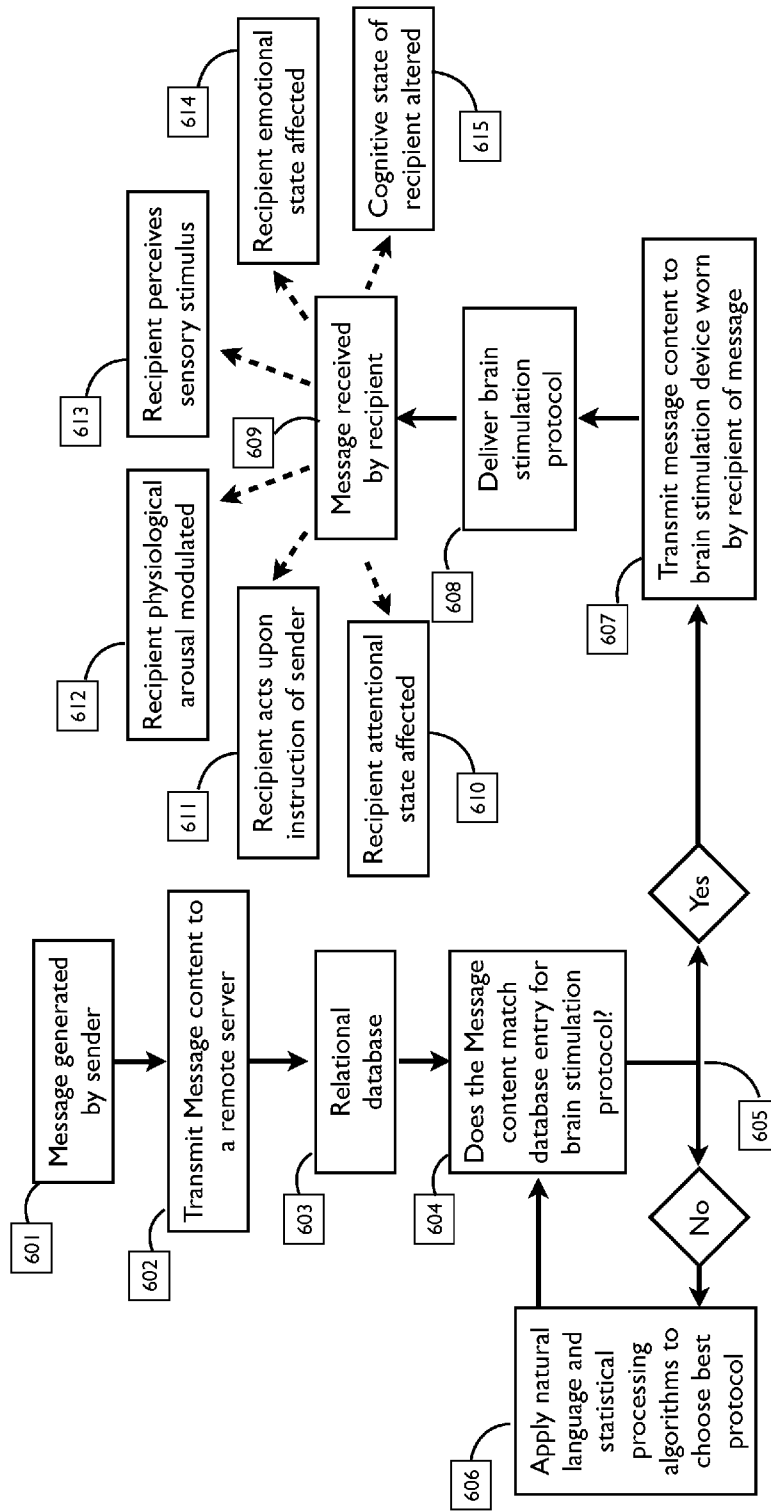 601
Message generated
by sender
602
Transmit Message content to
a remote server
603
Relational
database
604
Does the Message
content match
database entry for
brain stimulation
protocol?
605
No
Yes
606
Apply natural
language and
statistical
processing
algorithms to
choose best
protocol
607
Transmit message content to
brain stimulation device worn
by recipient of message
608
Deliver brain
stimulation
protocol
609
Message received
by recipient
610
Recipient attentional
state affected
611
Recipient acts upon
instruction of sender
612
Recipient physiological
arousal modulated
613
Recipient perceives
sensory stimulus
614
Recipient emotional
state affected
615
Cognitive state of
recipient altered